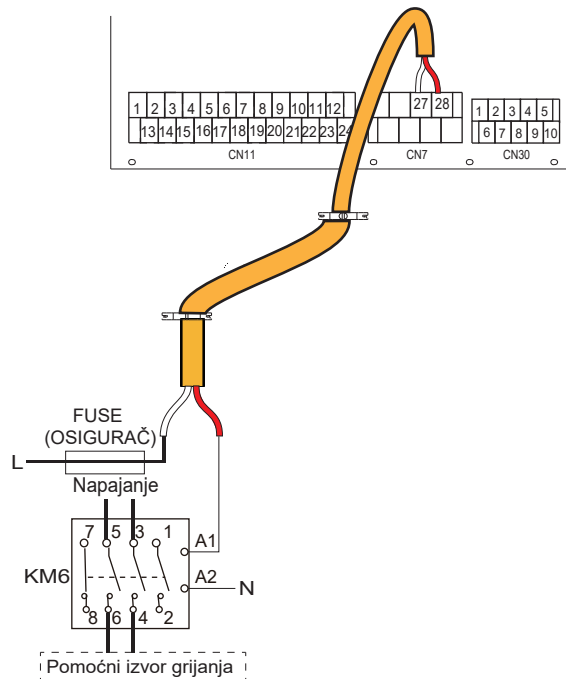 27 28
1 2 3 4 5 6 7 8 9 10 11 12
1 2 3 4 5
13 14 15 16 17 18 19 20 21 22 23 24
6 7 8 9 10
CN11 CN7 CN30
FUSE
(OSIGURAČ)
L
Napajanje
7 5 3 1
A1
KM6
A2
N
8 6 4 2
Pomoćni izvor grijanja